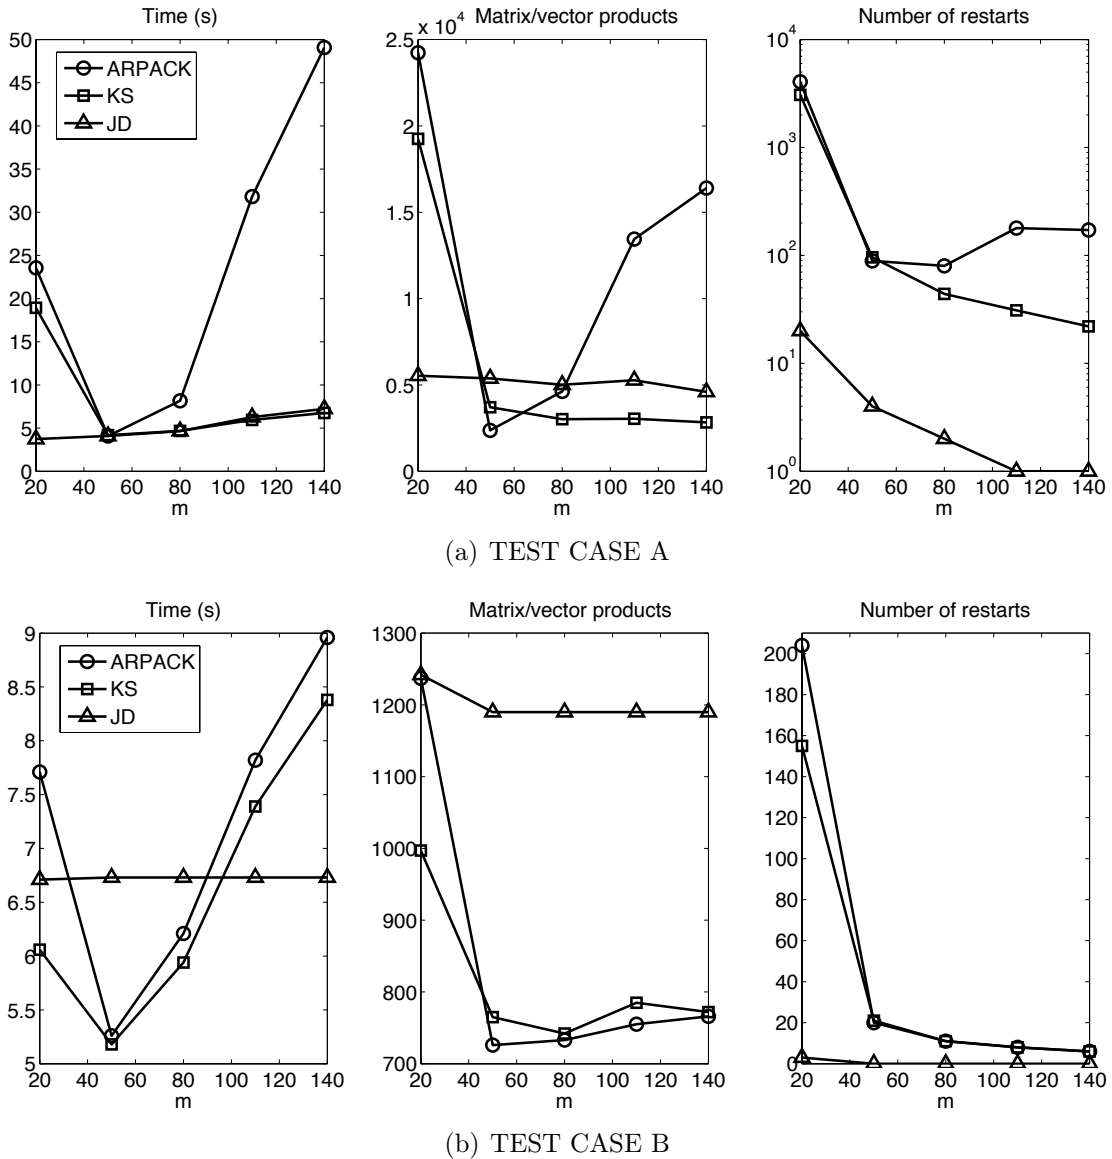 Time (s)
50
45
40
35
30
25
20
15
10
5
0
20 40 60 80 100 120 140
m
ARPACK
KS
JD
Matrix/vector products
x 10^4
2.5
2
1.5
1
0.5
0
20 40 60 80 100 120 140
m
Number of restarts
10^4
10^3
10^2
10^1
10^0
20 40 60 80 100 120 140
m
(a) TEST CASE A
Time (s)
9
8.5
8
7.5
7
6.5
6
5.5
5
20 40 60 80 100 120 140
m
ARPACK
KS
JD
Matrix/vector products
1300
1200
1100
1000
900
800
700
20 40 60 80 100 120 140
m
Number of restarts
200
180
160
140
120
100
80
60
40
20
0
20 40 60 80 100 120 140
m
(b) TEST CASE B